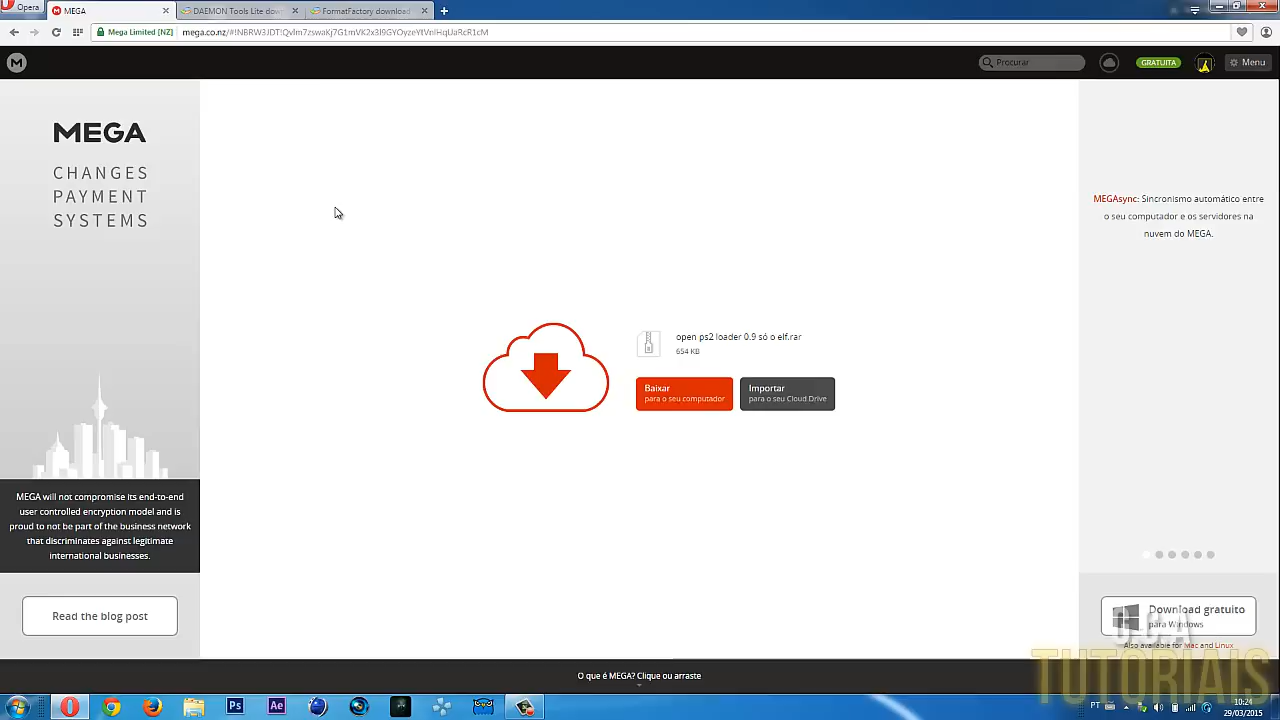 Opera
MEGA
DAEMON Tools Lite dow
FormatFactory download
Mega Limited [NZ]
mega.co.nz/
M
Procurar
GRATUITA
Menu
MEGA
CHANGES
PAYMENT
SYSTEMS
MEGA will not compromise its end-to-end
user controlled encryption model and is
proud to not be part of the business network
that discriminates against legitimate
international businesses.
Read the blog post
open ps2 loader 0.9 só o elf.rar
654 KB
Baixar
para o seu computador
Importar
para o seu Cloud Drive
MEGAsync: Sincronismo automático entre
o seu computador e os servidores na
nuvem do MEGA.
Download gratuito
para Windows
Also available for Mac and Linux
O que é MEGA? Clique ou arraste
TUTORIAIS
Ps
Ae
PT
10:24
29/03/2015